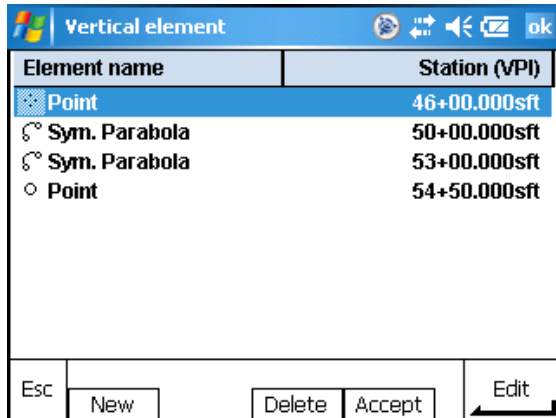 Vertical element ok
Element name Station (VPI)
Point 46+00.000sft
Sym. Parabola 50+00.000sft
Sym. Parabola 53+00.000sft
Point 54+50.000sft
Esc New Delete Accept Edit